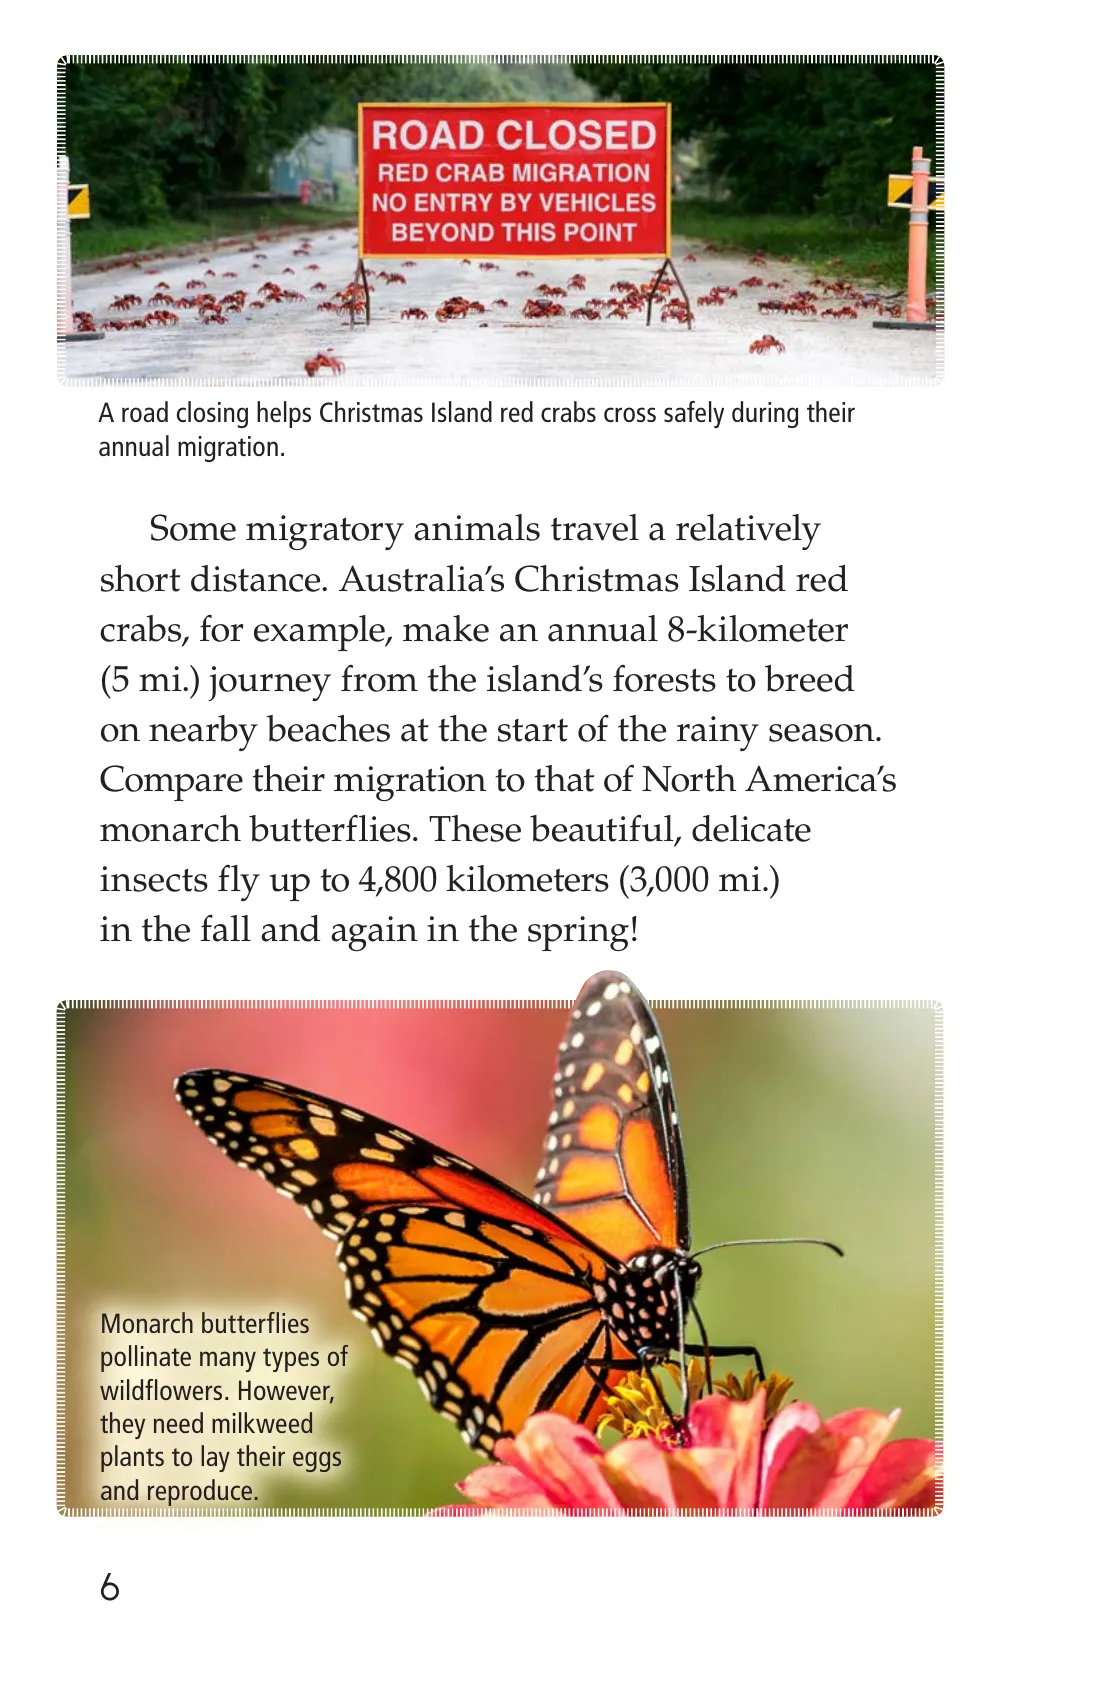 ROAD CLOSED
RED CRAB MIGRATION
NO ENTRY BY VEHICLES
BEYOND THIS POINT
A road closing helps Christmas Island red crabs cross safely during their
annual migration.
Some migratory animals travel a relatively
short distance. Australia’s Christmas Island red
crabs, for example, make an annual 8-kilometer
(5 mi.) journey from the island’s forests to breed
on nearby beaches at the start of the rainy season.
Compare their migration to that of North America’s
monarch butterflies. These beautiful, delicate
insects fly up to 4,800 kilometers (3,000 mi.)
in the fall and again in the spring!
Monarch butterflies
pollinate many types of
wildflowers. However,
they need milkweed
plants to lay their eggs
and reproduce.
6